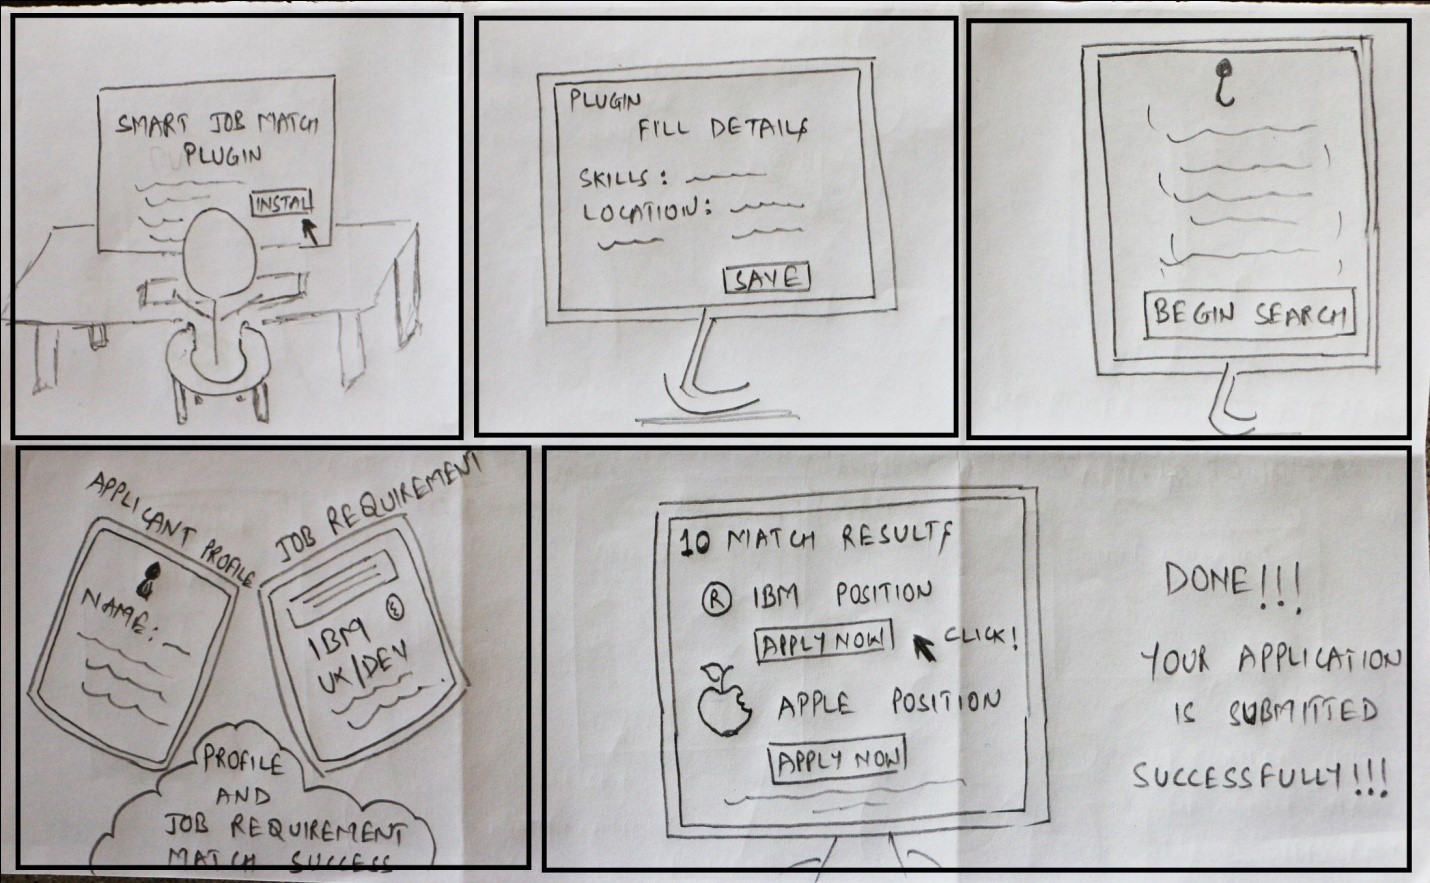 SMART JOB MATCH
PLUGIN
INSTAL
PLUGIN
FILL DETAILS
SKILLS:
LOCATION:
SAVE
BEGIN SEARCH
APPLICANT PROFILE
NAME:
JOB REQUIREMENT
IBM
UK/DEV
PROFILE
AND
JOB REQUIREMENT
MATCH SUCCESS
10 MATCH RESULTS
R IBM POSITION
APPLY NOW
CLICK!
APPLE POSITION
APPLY NOW
DONE!!!
YOUR APPLICATION
IS SUBMITTED
SUCCESSFULLY!!!